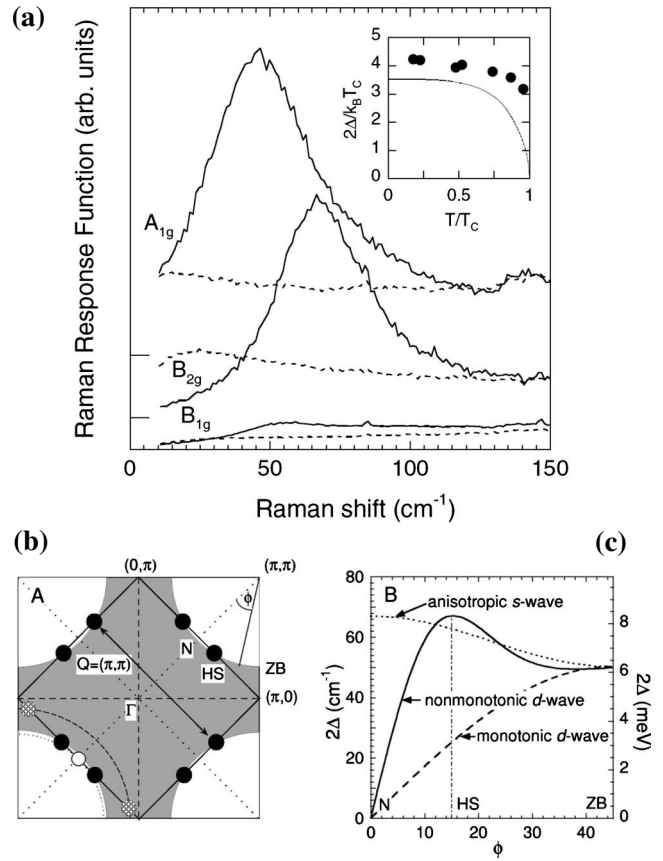 (a)
Raman Response Function (arb. units)
A1g
B2g
B1g
0 50 100 150
Raman shift (cm-1)
2Δ/kBTC
5
4
3
2
1
0
0 0.5 1
T/TC
(b)
A
(0,π)
(π,π)
ϕ
N
HS
ZB
Q=(π,π)
Γ
(π,0)
(c)
B
anisotropic s-wave
nonmonotonic d-wave
monotonic d-wave
N
HS
ZB
2Δ (cm-1)
80
60
40
20
0
0 10 20 30 40
ϕ
2Δ (meV)
8
6
4
2
0